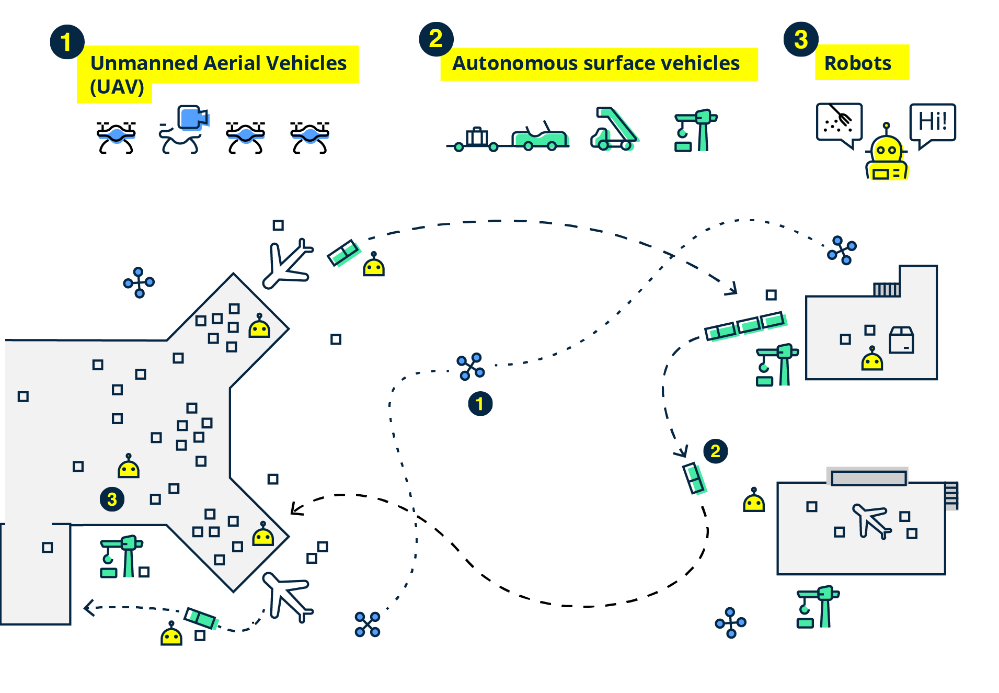 1
Unmanned Aerial Vehicles
(UAV)
2
Autonomous surface vehicles
3
Robots
Hi!
1
2
3